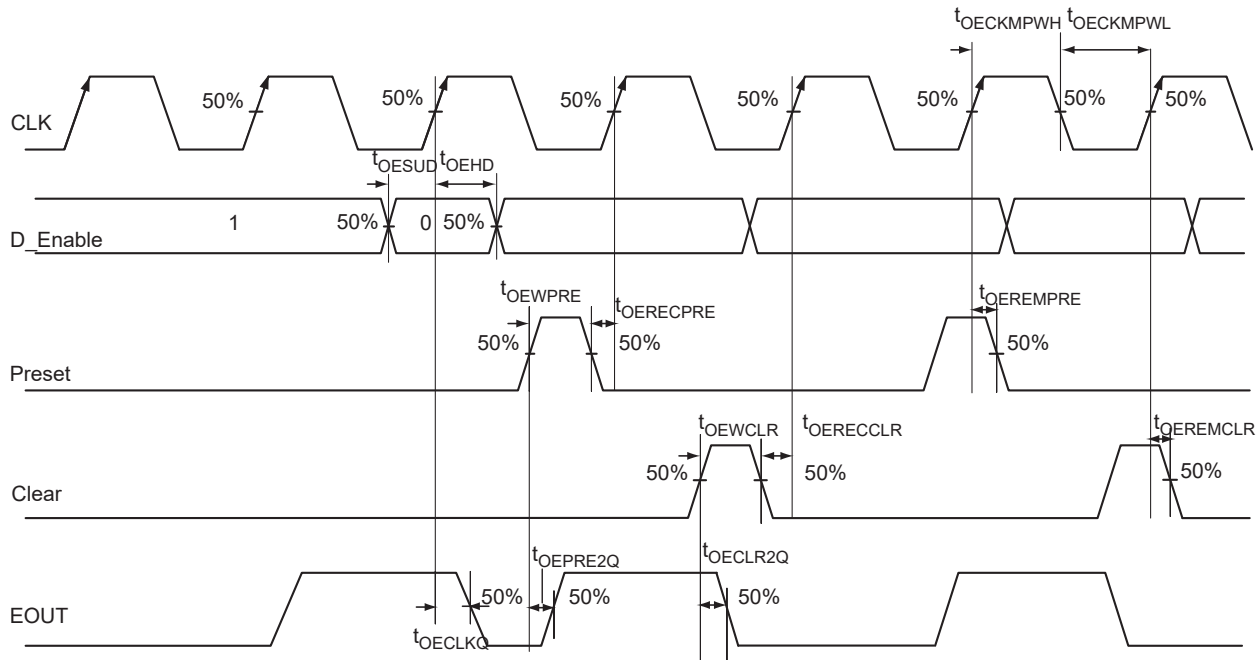 tOECKMPWH tOECKMPWL
50% 50% 50% 50% 50% 50% 50%
CLK
tOESUD tOEHD
1 50% 0 50%
D_Enable
tOEWPRE tOERECPRE tOEREMPRE
50% 50% 50%
Preset
tOEWCLR tOERECCLR tOEREMCLR
50% 50% 50%
Clear
tOEPRE2Q tOECLR2Q
50% 50% 50%
EOUT
tOECLKQ